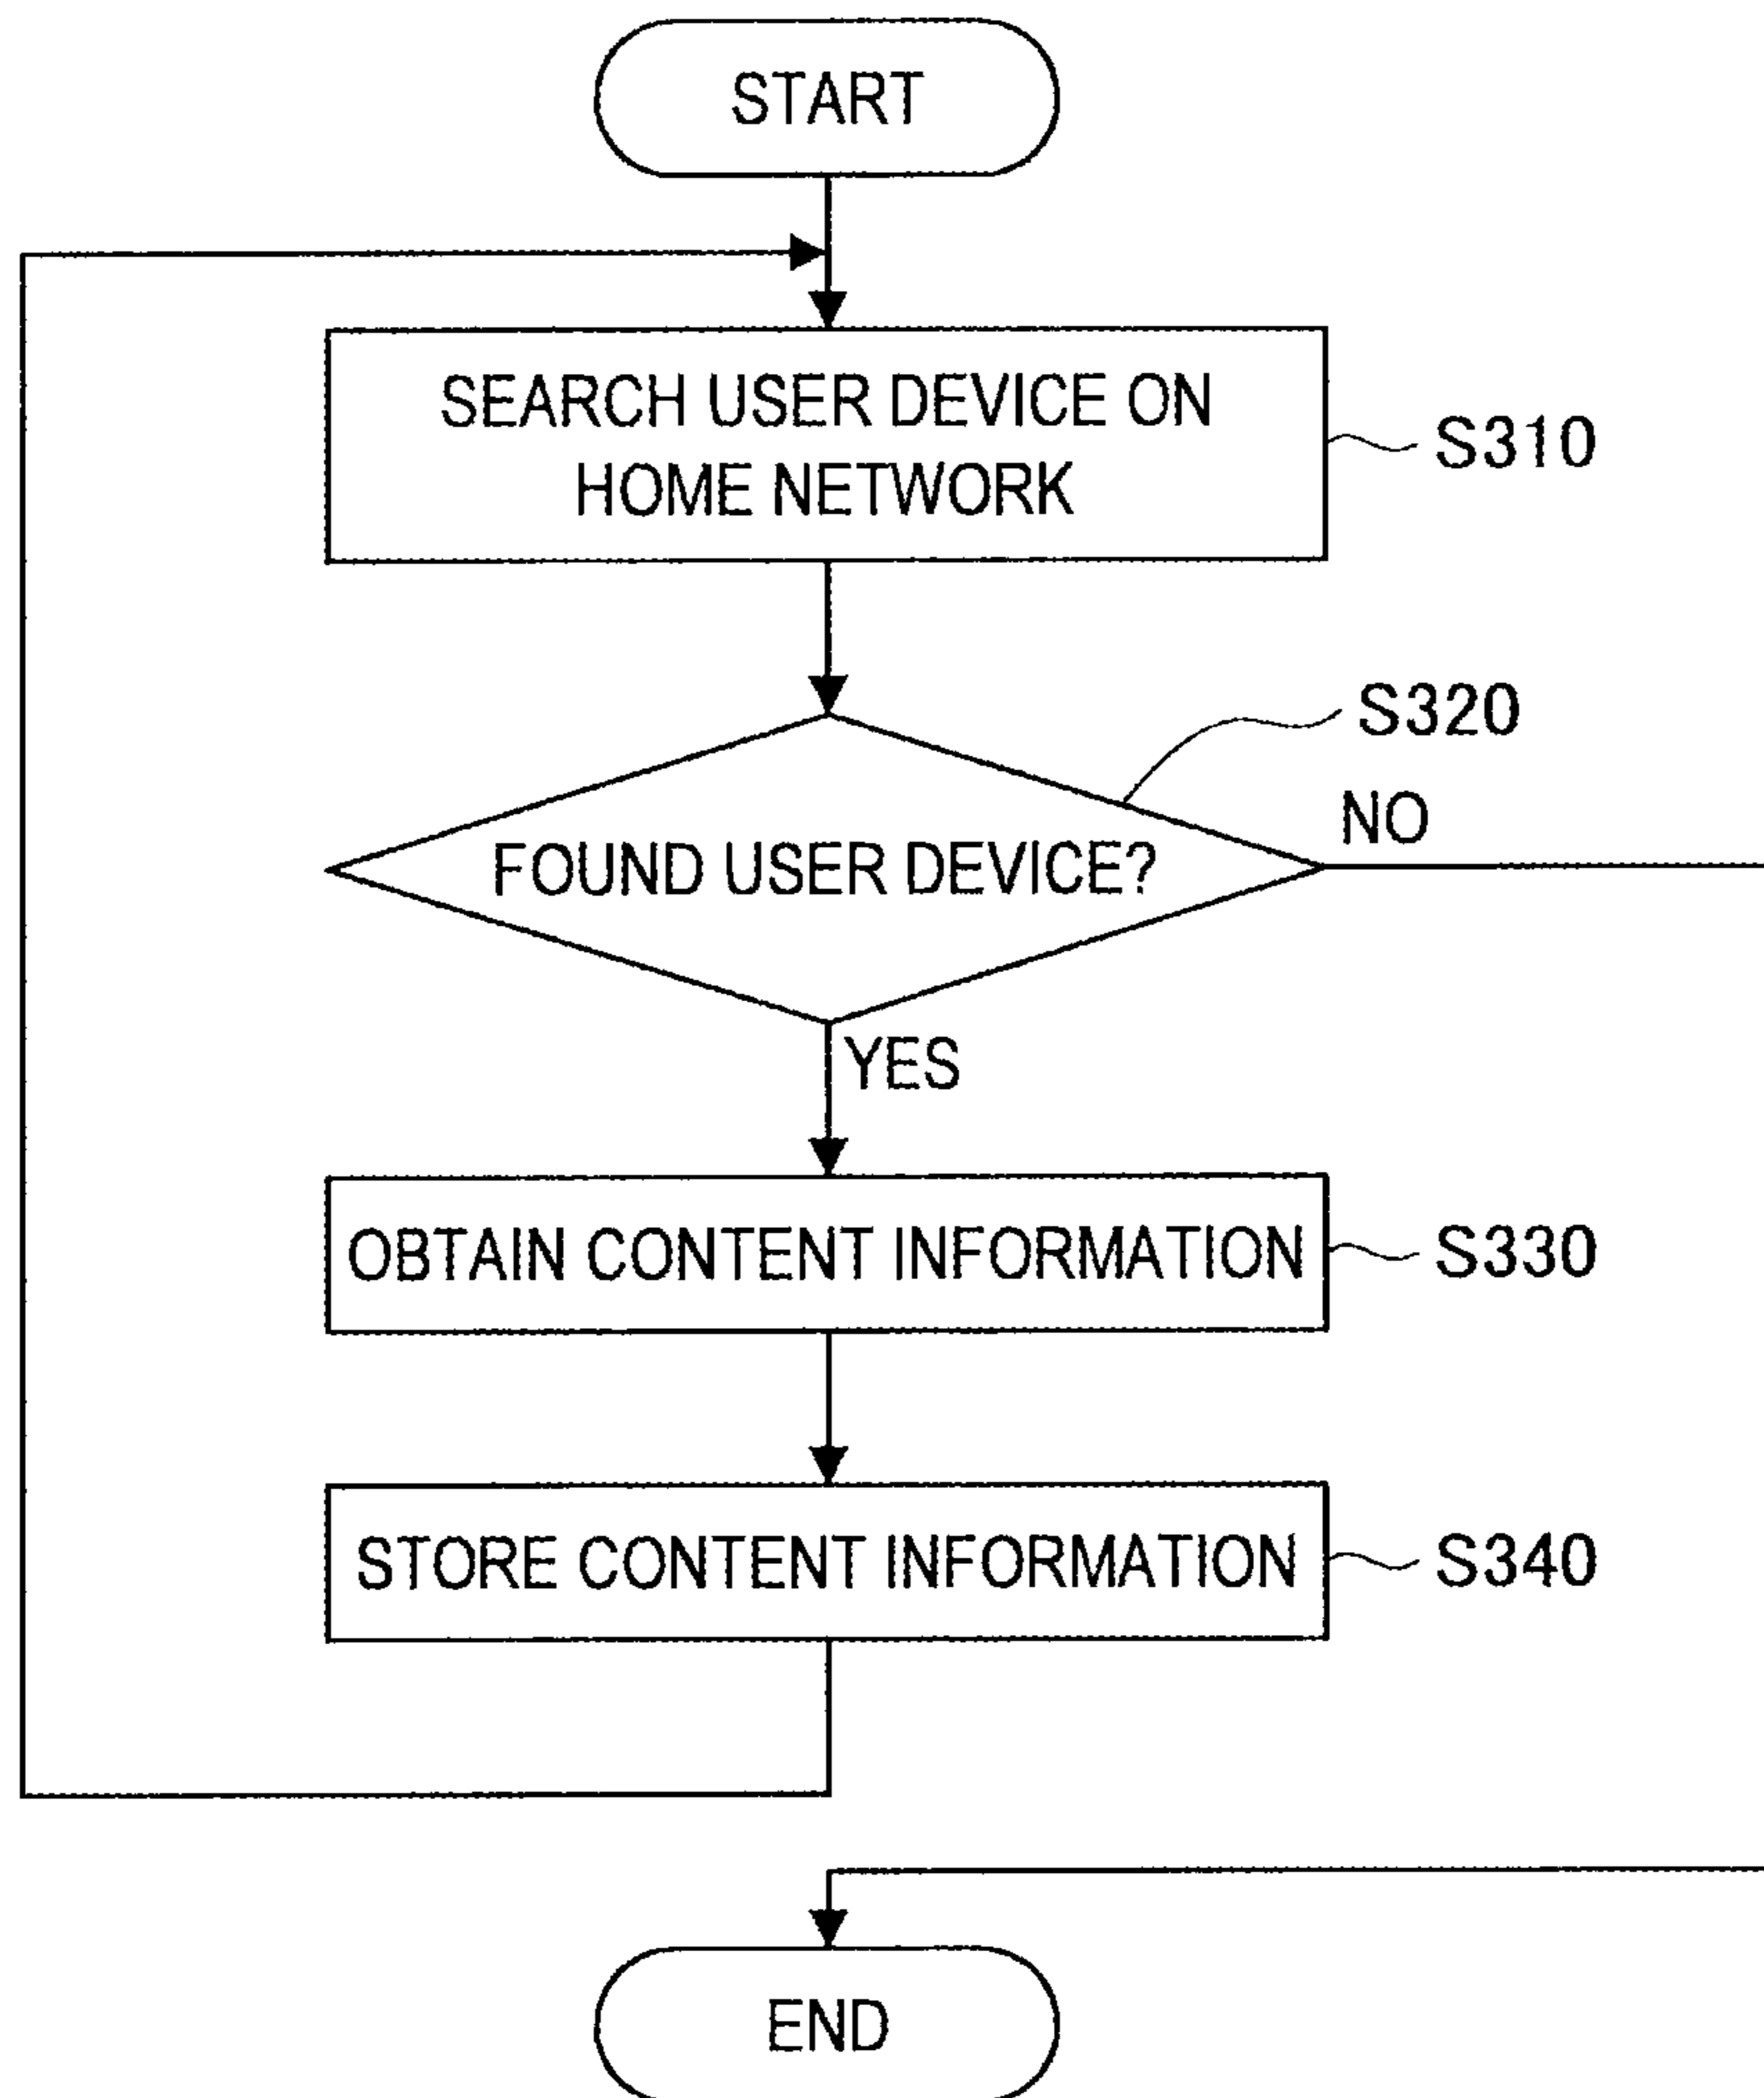 START
SEARCH USER DEVICE ON
HOME NETWORK
S310
S320
NO
FOUND USER DEVICE?
YES
OBTAIN CONTENT INFORMATION
S330
STORE CONTENT INFORMATION
S340
END